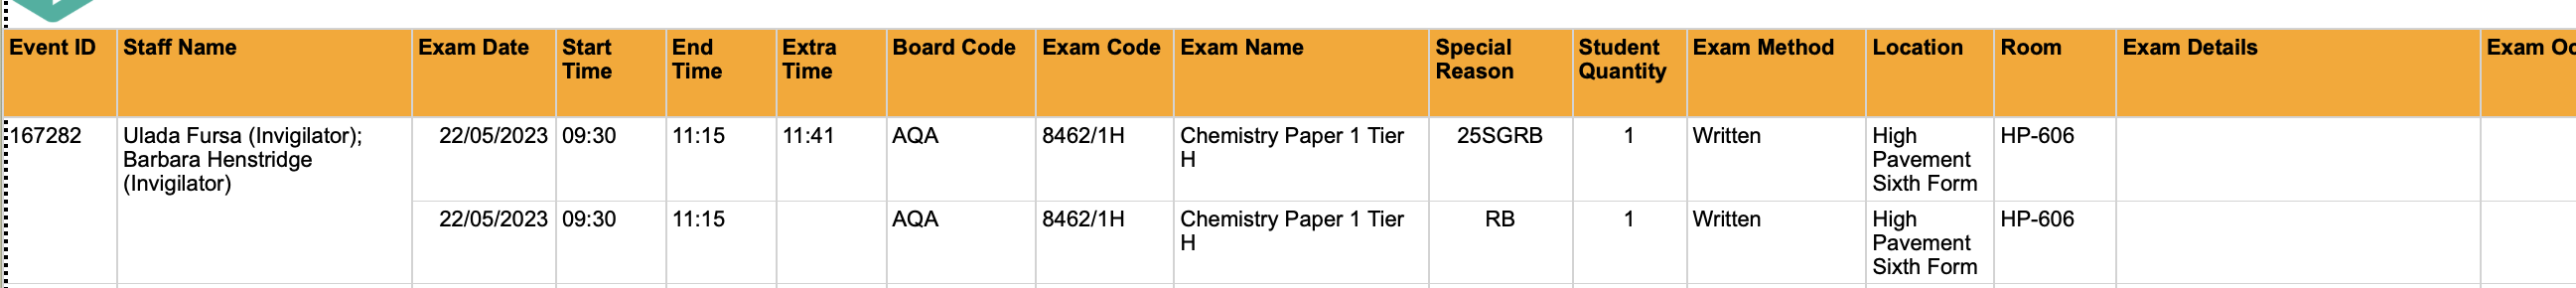 Event ID Staff Name Exam Date Start Time End Time Extra Time Board Code Exam Code Exam Name Special Reason Student Quantity Exam Method Location Room Exam Details
167282 Ulada Fursa (Invigilator); Barbara Henstridge (Invigilator) 22/05/2023 09:30 11:15 11:41 AQA 8462/1H Chemistry Paper 1 Tier H 25SGRB 1 Written High Pavement Sixth Form HP-606
22/05/2023 09:30 11:15 AQA 8462/1H Chemistry Paper 1 Tier H RB 1 Written High Pavement Sixth Form HP-606